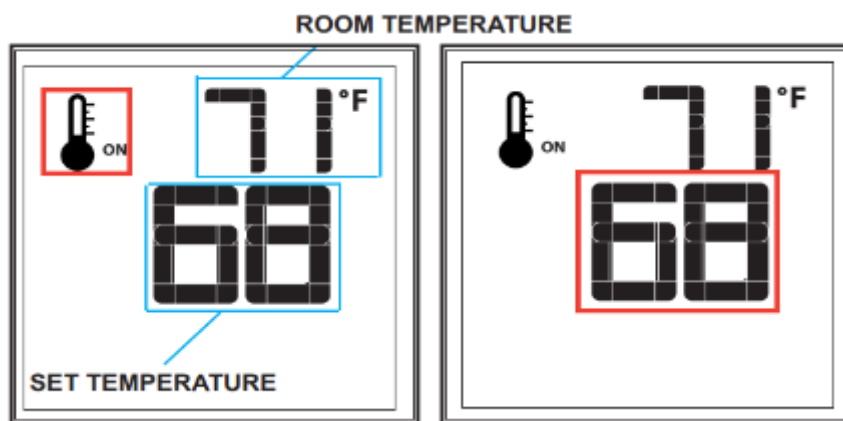 ROOM TEMPERATURE
71 °F
ON
68
SET TEMPERATURE
71 °F
ON
68